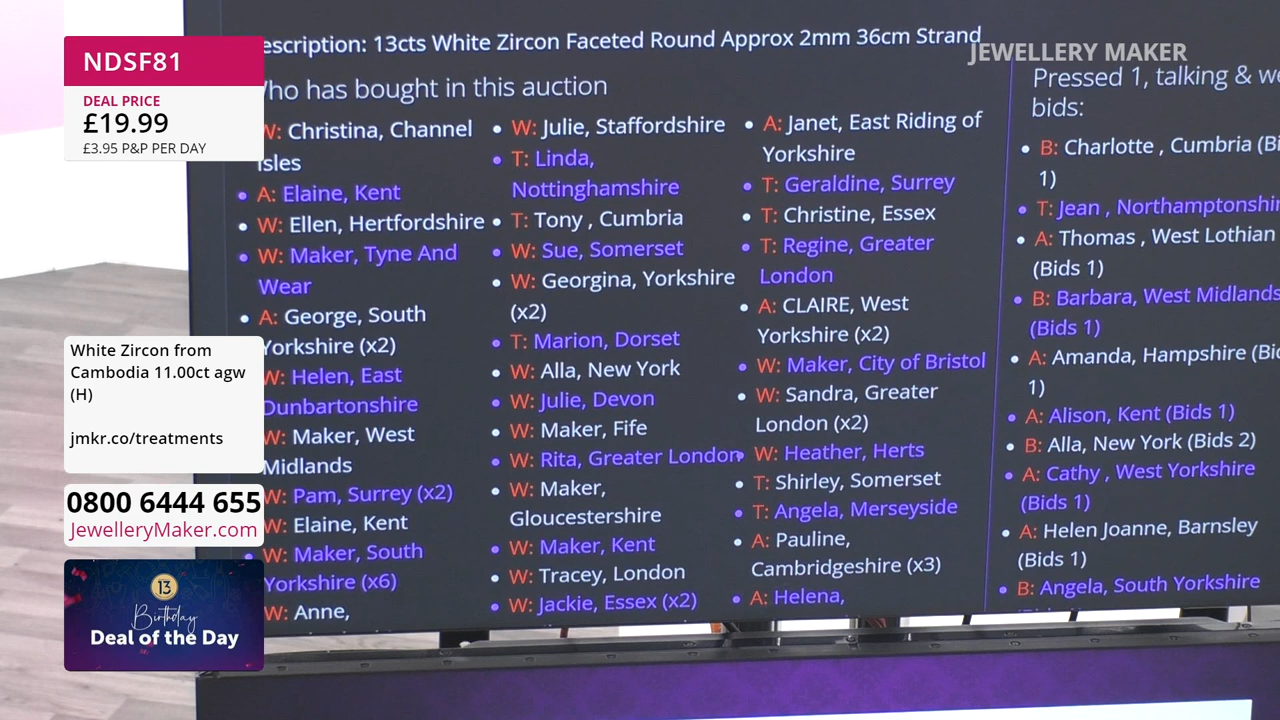 NDSF81
DEAL PRICE
£19.99
£3.95 P&P PER DAY
White Zircon from
Cambodia 11.00ct agw
(H)
jmkr.co/treatments
0800 6444 655
JewelleryMaker.com
13
Birthday
Deal of the Day
JEWELLERY MAKER
escription: 13cts White Zircon Faceted Round Approx 2mm 36cm Strand
ho has bought in this auction
W: Christina, Channel
Isles
A: Elaine, Kent
W: Ellen, Hertfordshire
W: Maker, Tyne And
Wear
A: George, South
Yorkshire (x2)
W: Helen, East
Dunbartonshire
W: Maker, West
Midlands
W: Pam, Surrey (x2)
W: Elaine, Kent
W: Maker, South
Yorkshire (x6)
W: Anne,
W: Julie, Staffordshire
T: Linda,
Nottinghamshire
T: Tony , Cumbria
W: Sue, Somerset
W: Georgina, Yorkshire
(x2)
T: Marion, Dorset
W: Alla, New York
W: Julie, Devon
W: Maker, Fife
W: Rita, Greater London
W: Maker,
Gloucestershire
W: Maker, Kent
W: Tracey, London
W: Jackie, Essex (x2)
A: Janet, East Riding of
Yorkshire
T: Geraldine, Surrey
T: Christine, Essex
T: Regine, Greater
London
A: CLAIRE, West
Yorkshire (x2)
W: Maker, City of Bristol
W: Sandra, Greater
London (x2)
W: Heather, Herts
T: Shirley, Somerset
T: Angela, Merseyside
A: Pauline,
Cambridgeshire (x3)
A: Helena,
Pressed 1, talking & we
bids:
B: Charlotte , Cumbria (Bi
1)
T: Jean , Northamptonshir
A: Thomas , West Lothian
(Bids 1)
B: Barbara, West Midlands
(Bids 1)
A: Amanda, Hampshire (Bid
1)
A: Alison, Kent (Bids 1)
B: Alla, New York (Bids 2)
A: Cathy , West Yorkshire
(Bids 1)
A: Helen Joanne, Barnsley
(Bids 1)
B: Angela, South Yorkshire